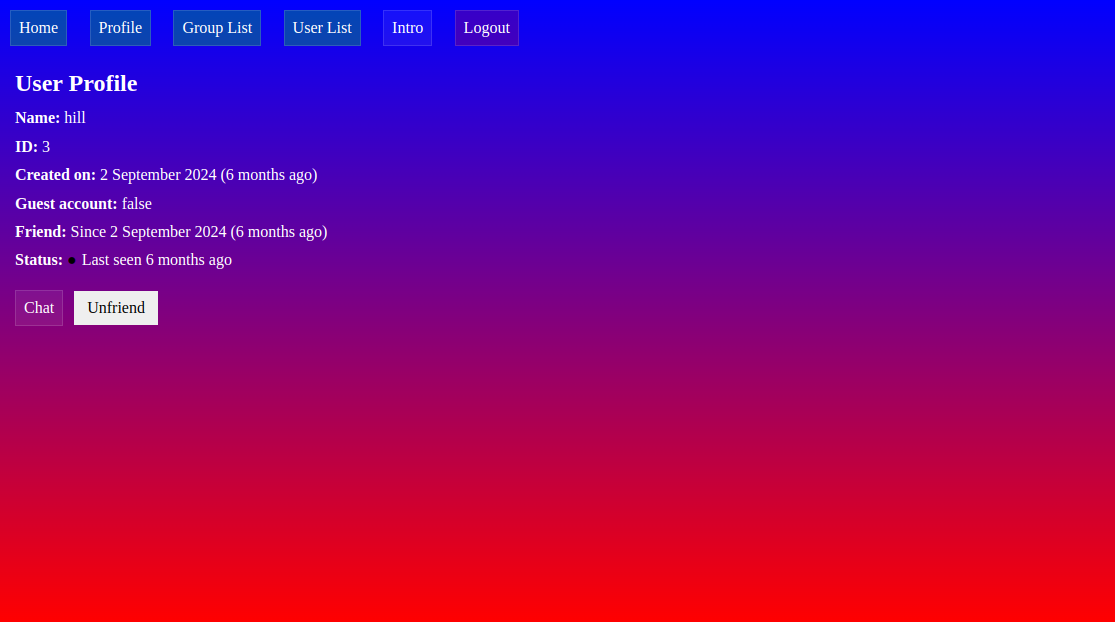 Home Profile Group List User List Intro Logout
User Profile
Name: hill
ID: 3
Created on: 2 September 2024 (6 months ago)
Guest account: false
Friend: Since 2 September 2024 (6 months ago)
Status: ● Last seen 6 months ago
Chat Unfriend